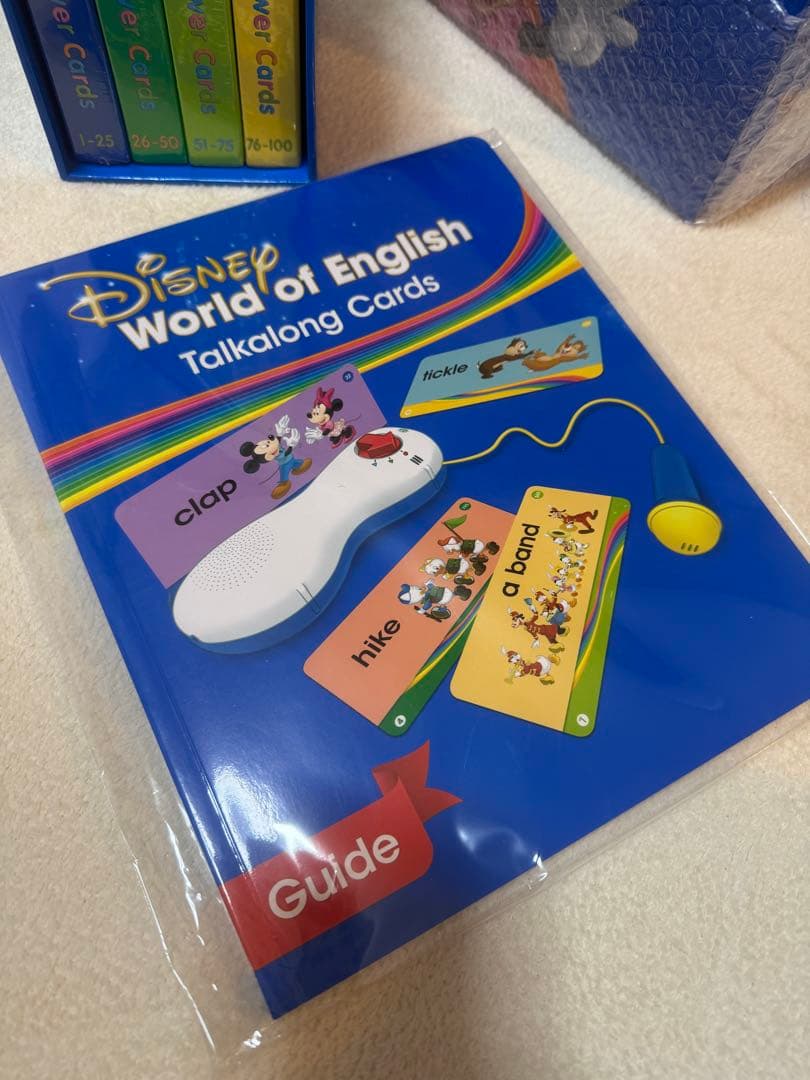 wer Cards
1-25
wer Cards
26-50
wer Cards
51-75
wer Cards
76-100
Disney
World of English
Talkalong Cards
tickle
clap
hike
a band
Guide